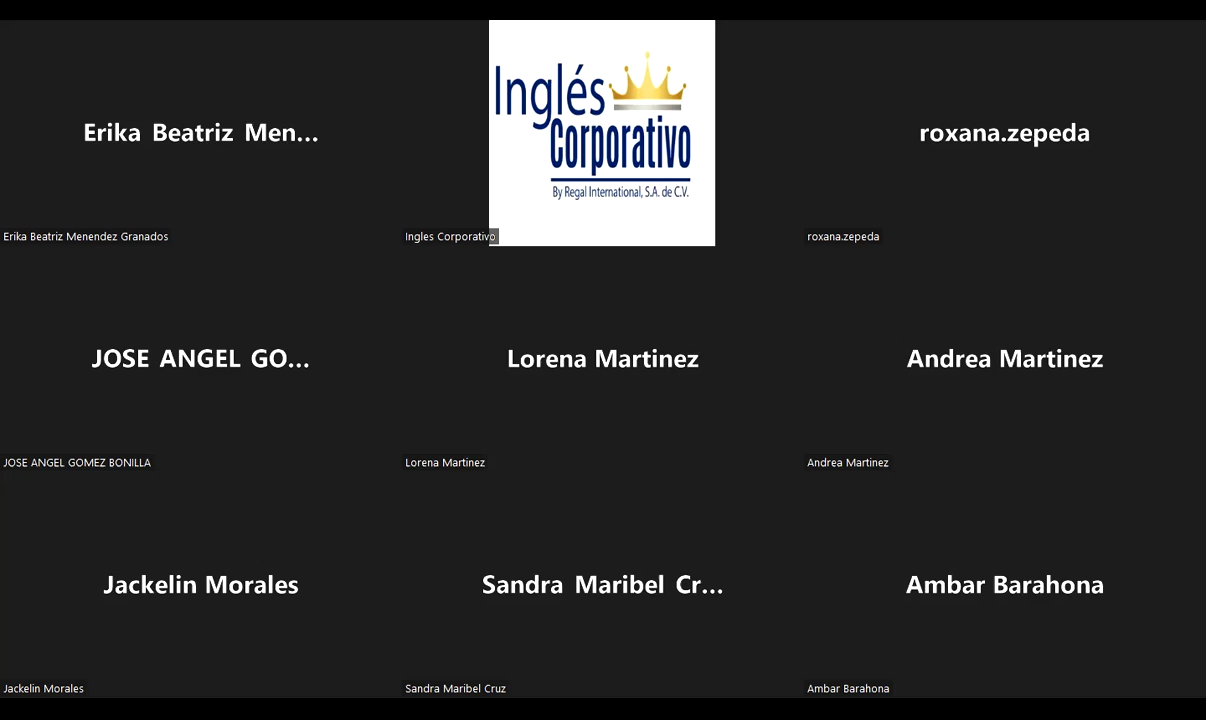 Erika Beatriz Men...
Erika Beatriz Menendez Granados
Inglés
Corporativo
By Regal International, S.A. de C.V.
Ingles Corporativo
roxana.zepeda
roxana.zepeda
JOSE ANGEL GO...
JOSE ANGEL GOMEZ BONILLA
Lorena Martinez
Lorena Martinez
Andrea Martinez
Andrea Martinez
Jackelin Morales
Jackelin Morales
Sandra Maribel Cr...
Sandra Maribel Cruz
Ambar Barahona
Ambar Barahona